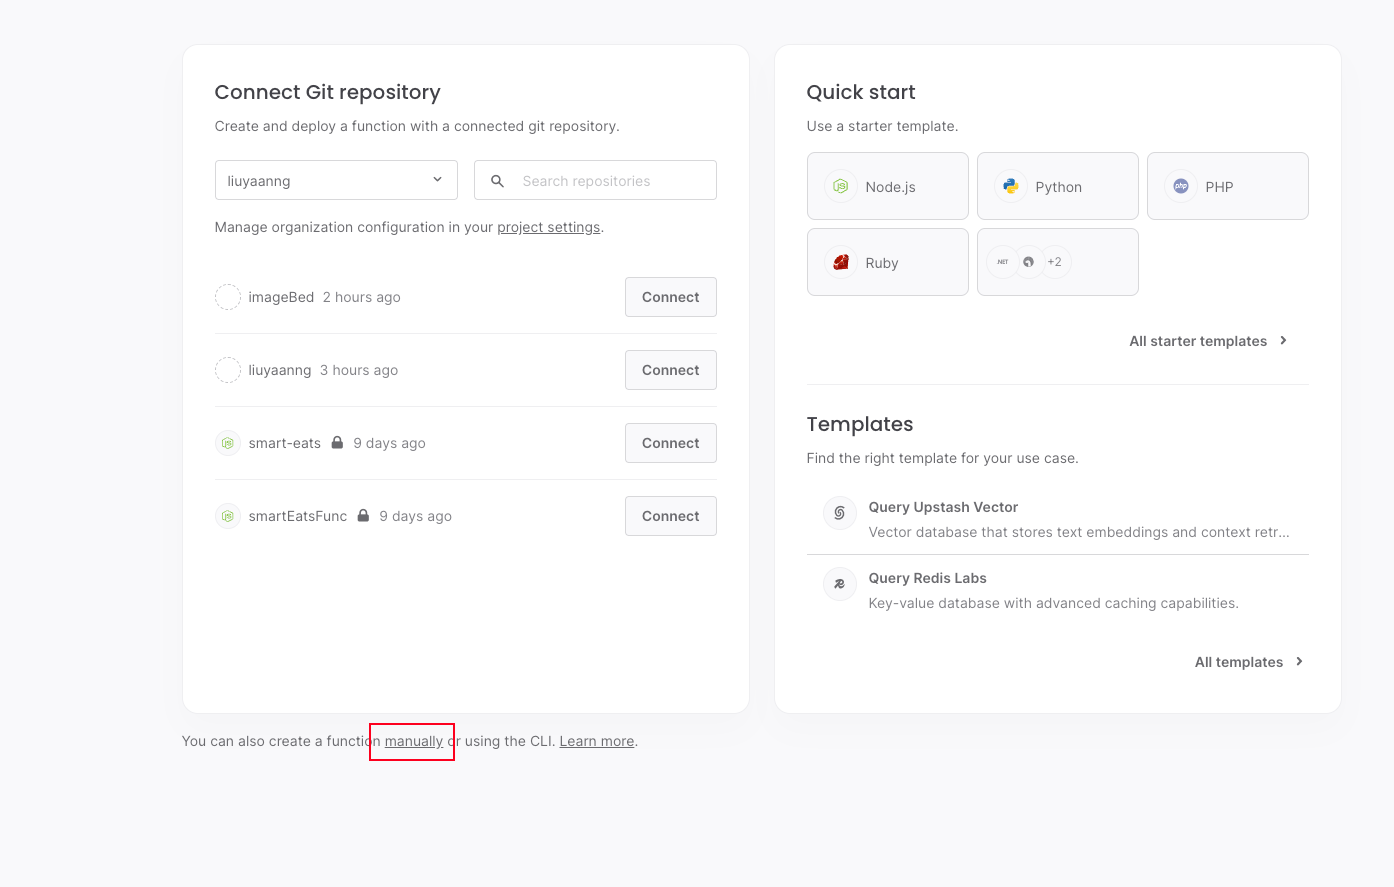 Connect Git repository
Create and deploy a function with a connected git repository.
liuyaanng
Search repositories
Manage organization configuration in your project settings.
imageBed 2 hours ago
Connect
liuyaanng 3 hours ago
Connect
smart-eats 9 days ago
Connect
smartEatsFunc 9 days ago
Connect
Quick start
Use a starter template.
JS
Node.js
Python
php
PHP
Ruby
.NET
+2
All starter templates
Templates
Find the right template for your use case.
Query Upstash Vector
Vector database that stores text embeddings and context retr...
Query Redis Labs
Key-value database with advanced caching capabilities.
All templates
You can also create a function manually or using the CLI. Learn more.